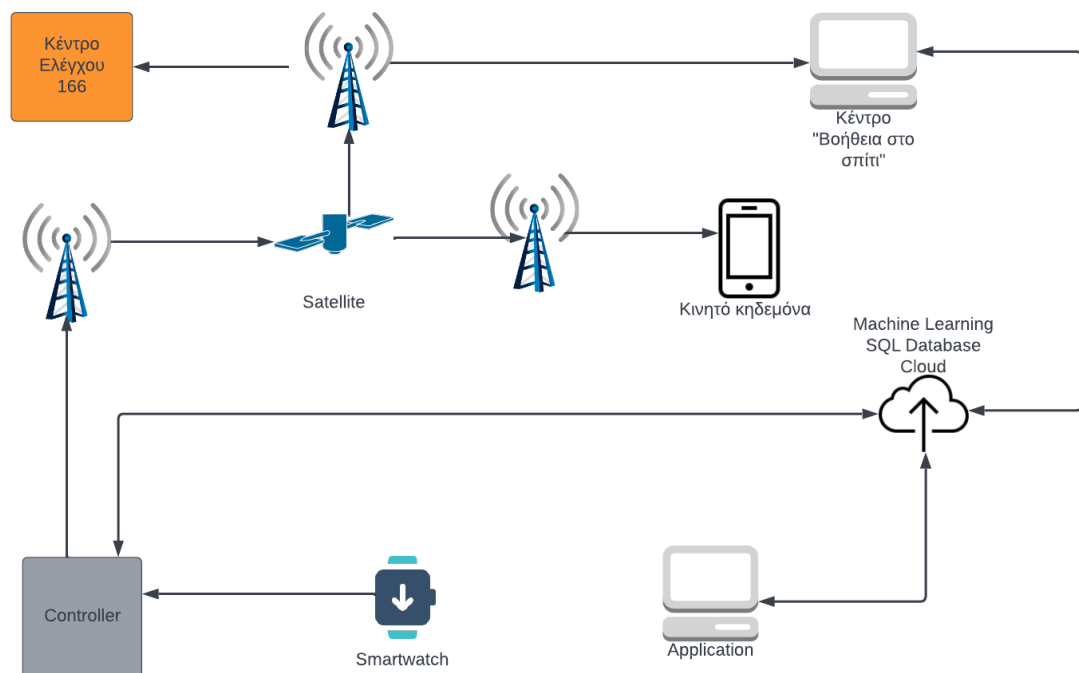 Κέντρο
Ελέγχου
166
Κέντρο
"Βοήθεια στο
σπίτι"
Satellite
Κινητό κηδεμόνα
Machine Learning
SQL Database
Cloud
Controller
Smartwatch
Application